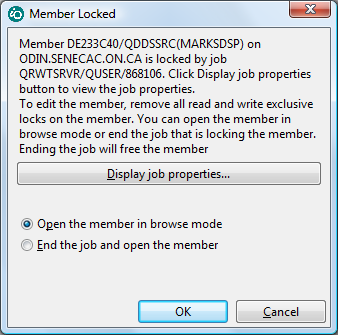 Member Locked
Member DE233C40/QDDSSRC(MARKSDSP) on
ODIN.SENECAC.ON.CA is locked by job
QRWTSRVR/QUSER/868106. Click Display job properties
button to view the job properties.
To edit the member, remove all read and write exclusive
locks on the member. You can open the member in
browse mode or end the job that is locking the member.
Ending the job will free the member
Display job properties...
Open the member in browse mode
End the job and open the member
OK
Cancel